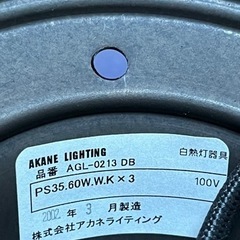 AKANE LIGHTING 白熱灯器具
品番 AGL-0213 DB
PS35.60W.W.K×3 100V
2002 年 3 月製造
株式会社アカネライティング